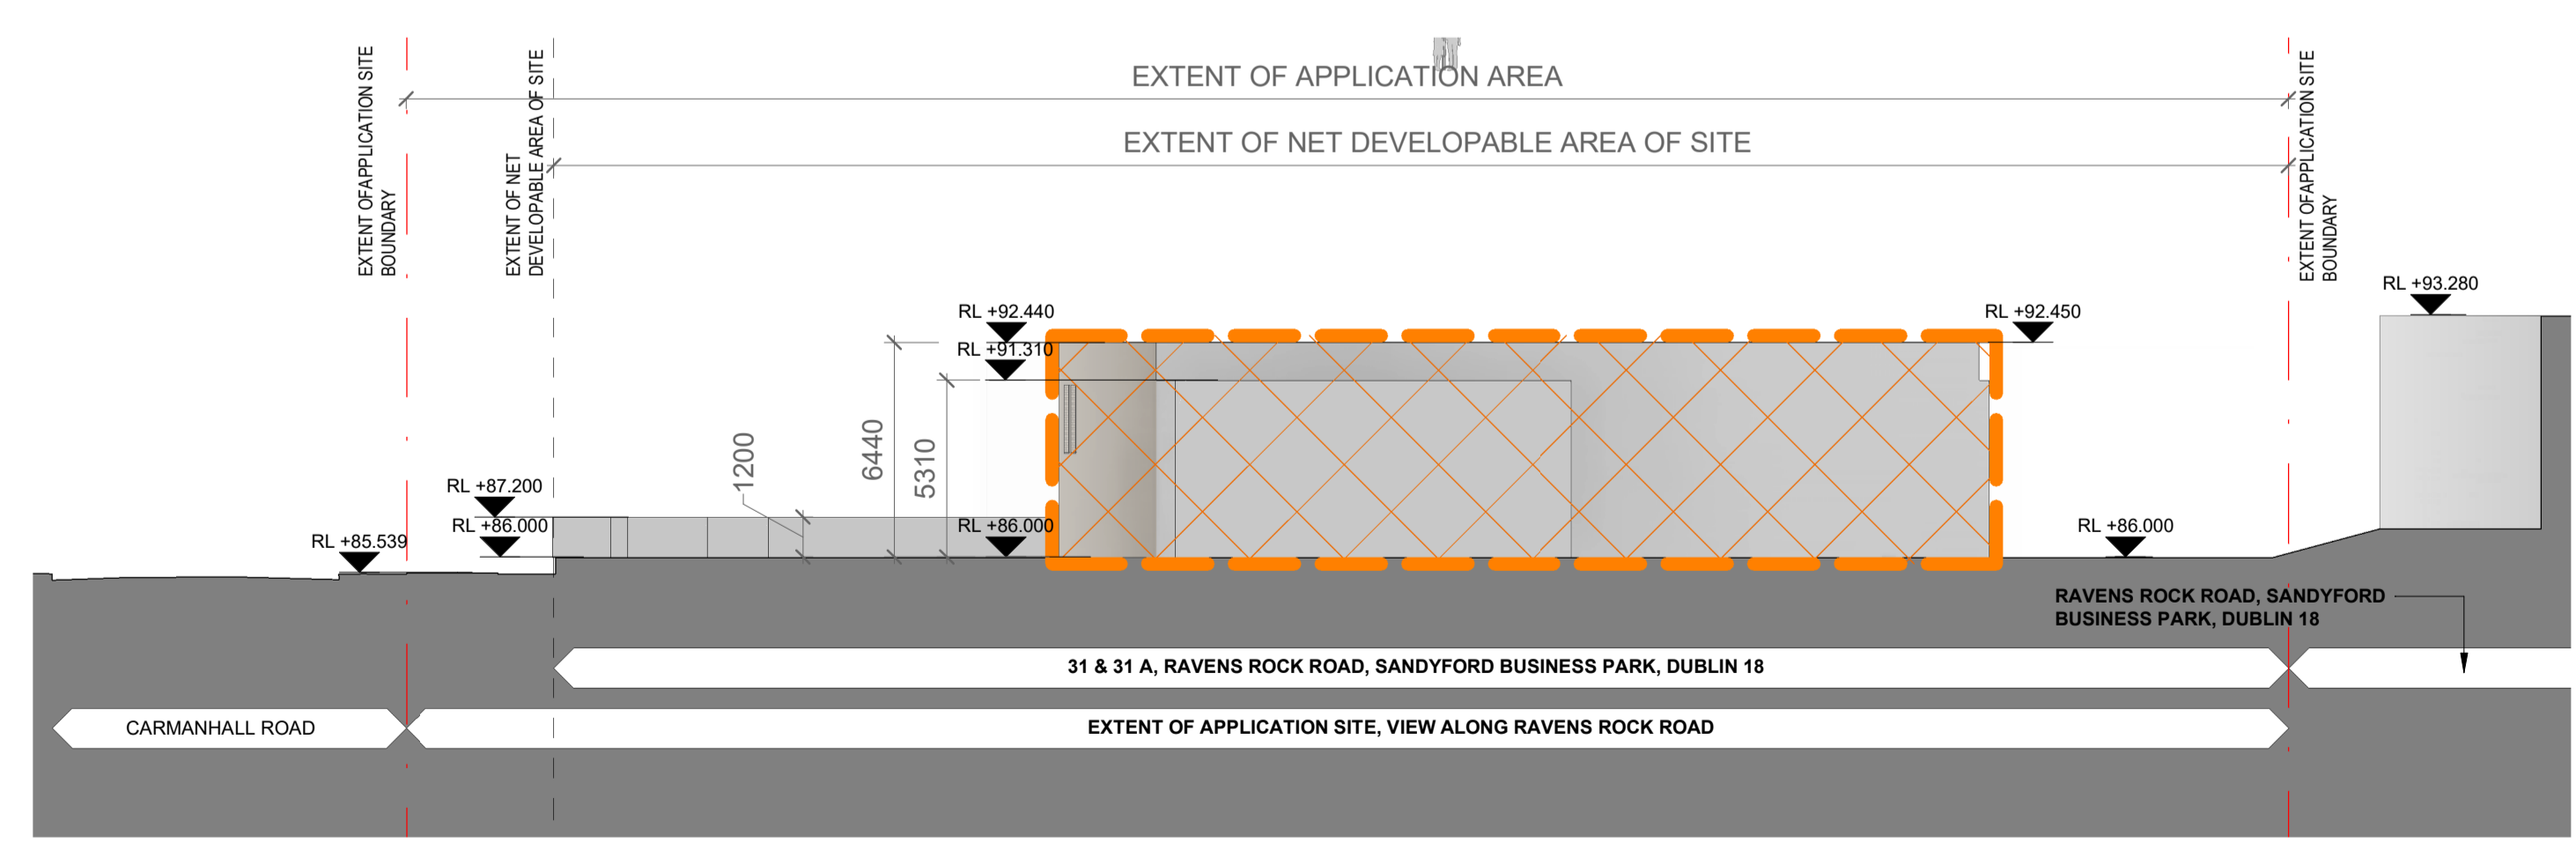 EXTENT OF APPLICATION AREA
EXTENT OF NET DEVELOPABLE AREA OF SITE
EXTENT OFAPPLICATION SITE
BOUNDARY
EXTENT OF NET
DEVELOPABLE AREA OF SITE
EXTENT OFAPPLICATION SITE
BOUNDARY
RL +93.280
RL +92.440
RL +92.450
RL +91.310
1200
6440
5310
RL +87.200
RL +86.000
RL +86.000
RL +86.000
RL +85.539
RAVENS ROCK ROAD, SANDYFORD
BUSINESS PARK, DUBLIN 18
31 & 31 A, RAVENS ROCK ROAD, SANDYFORD BUSINESS PARK, DUBLIN 18
CARMANHALL ROAD
EXTENT OF APPLICATION SITE, VIEW ALONG RAVENS ROCK ROAD